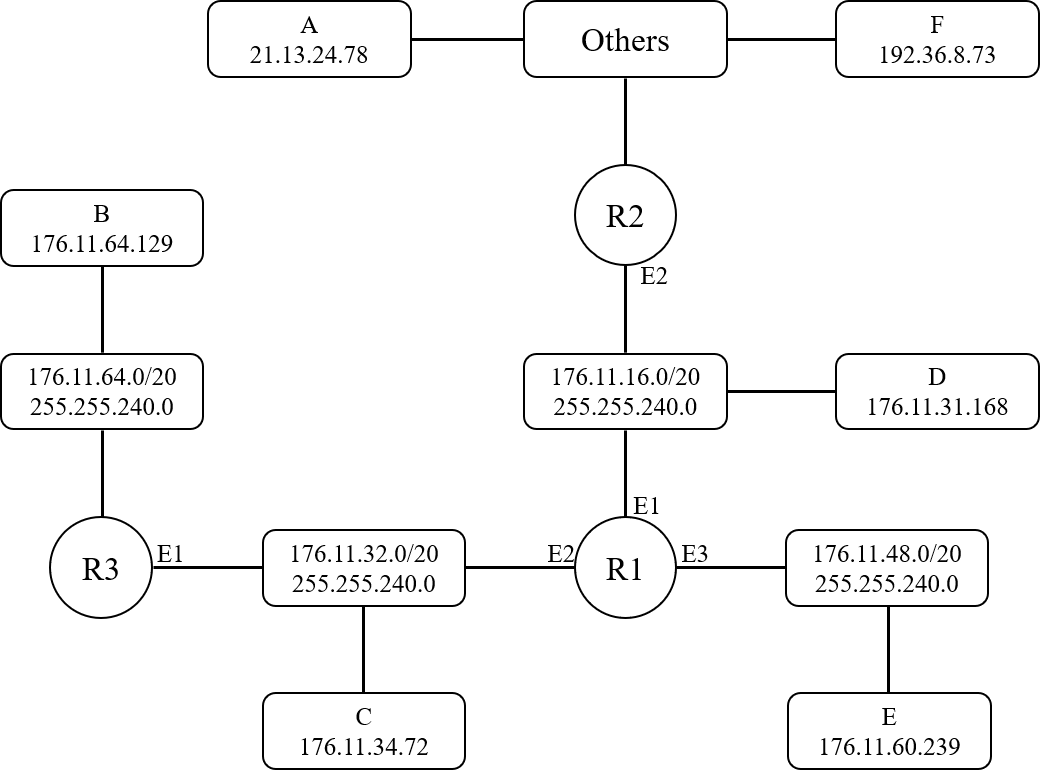 A
21.13.24.78
Others
F
192.36.8.73
B
176.11.64.129
R2
E2
176.11.64.0/20
255.255.240.0
176.11.16.0/20
255.255.240.0
D
176.11.31.168
E1
R3
E1
176.11.32.0/20
255.255.240.0
E2
R1
E3
176.11.48.0/20
255.255.240.0
C
176.11.34.72
E
176.11.60.239